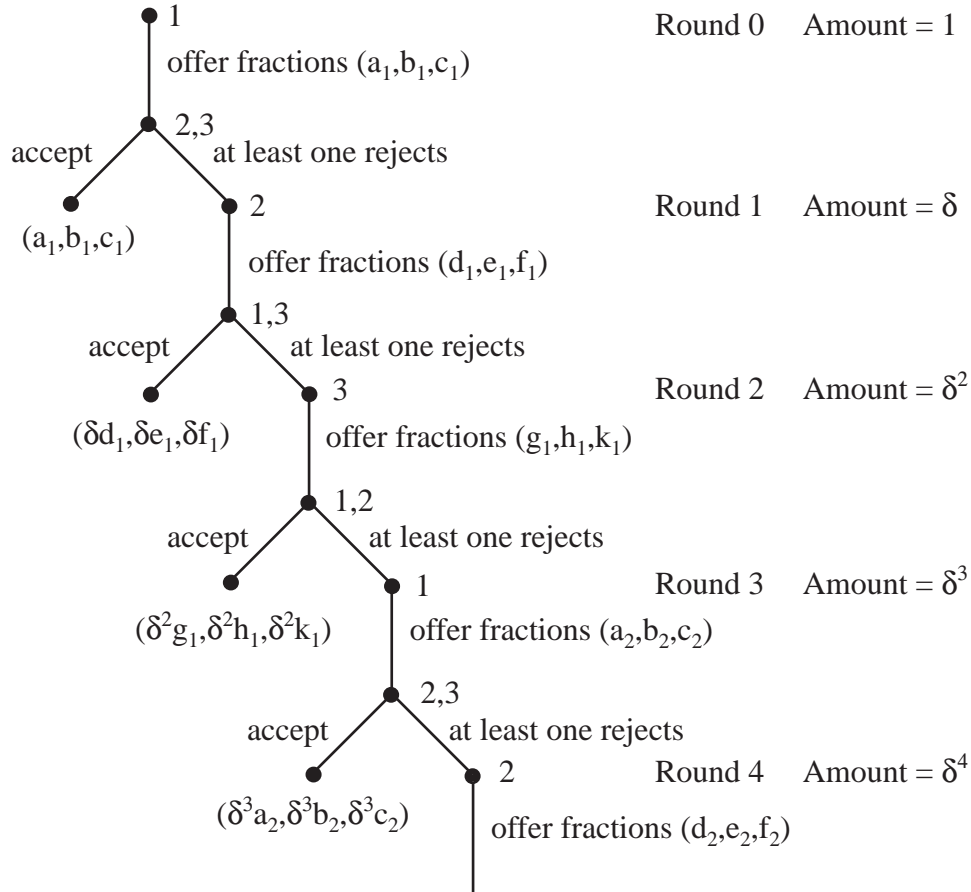 1 Round 0 Amount = 1
offer fractions (a₁,b₁,c₁)
2,3
accept at least one rejects
2 Round 1 Amount = δ
(a₁,b₁,c₁)
offer fractions (d₁,e₁,f₁)
1,3
accept at least one rejects
3 Round 2 Amount = δ²
(δd₁,δe₁,δf₁)
offer fractions (g₁,h₁,k₁)
1,2
accept at least one rejects
1 Round 3 Amount = δ³
(δ²g₁,δ²h₁,δ²k₁) offer fractions (a₂,b₂,c₂)
2,3
accept at least one rejects
2 Round 4 Amount = δ⁴
(δ³a₂,δ³b₂,δ³c₂) offer fractions (d₂,e₂,f₂)